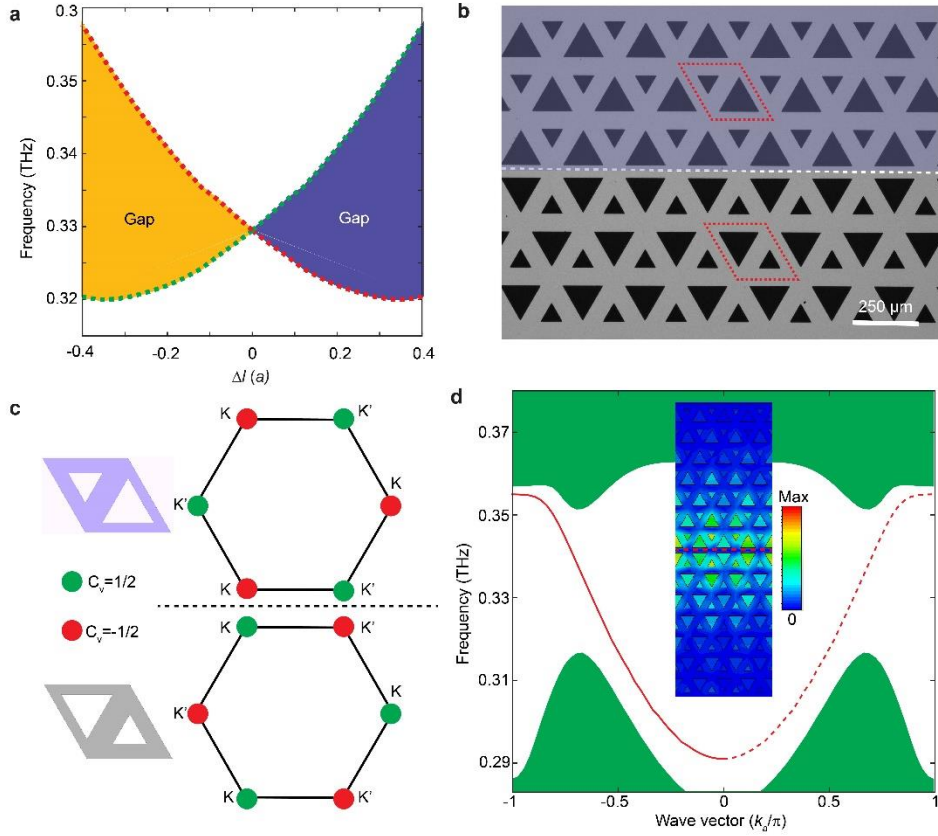 a
0.3
0.35
0.34
0.33
0.32
Frequency (THz)
Gap
Gap
-0.4
-0.2
0
0.2
0.4
Δl (a)
b
250 μm
c
K
K'
K'
K
K
K'
C_v=1/2
C_v=-1/2
K
K'
K'
K
K
K'
d
0.37
0.35
0.33
0.31
0.29
Frequency (THz)
Max
0
-1
-0.5
0
0.5
1
Wave vector (k_a/π)